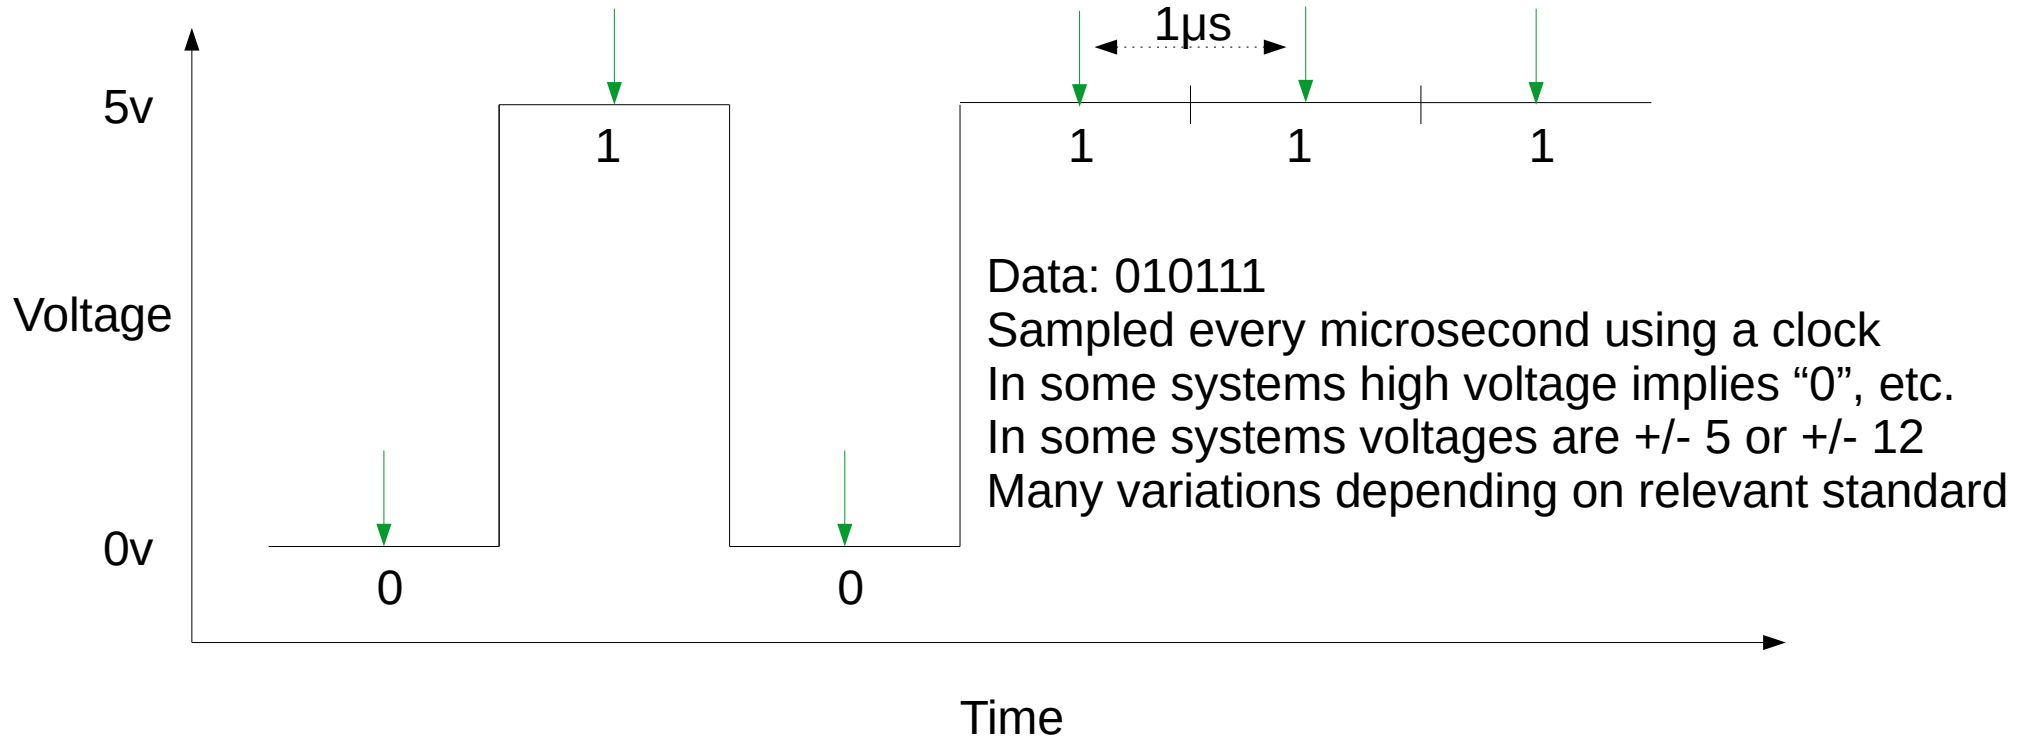 1μs
5v
1
1
1
1
Data: 010111
Sampled every microsecond using a clock
Voltage
In some systems high voltage implies “0”, etc.
In some systems voltages are +/- 5 or +/- 12
Many variations depending on relevant standard
0v
0
0
Time